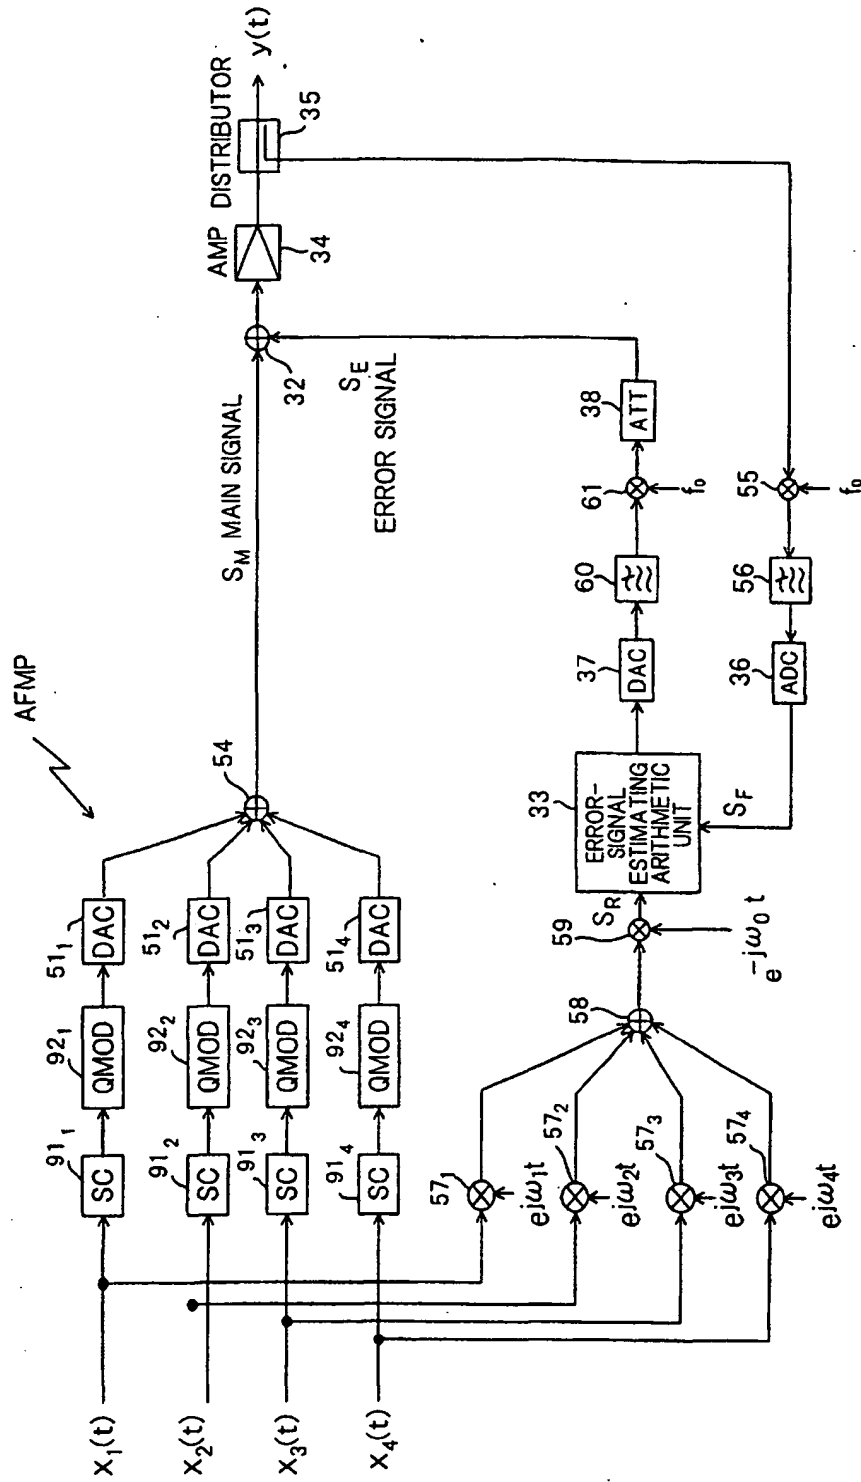 AFMP
X1(t)
X2(t)
X3(t)
X4(t)
911
SC
921
QMOD
511
DAC
912
SC
922
QMOD
512
DAC
913
SC
923
QMOD
513
DAC
914
SC
924
QMOD
514
DAC
54
SM MAIN SIGNAL
32
SE
ERROR SIGNAL
AMP
34
DISTRIBUTOR
35
y(t)
571
ejω1t
572
ejω2t
573
ejω3t
574
ejω4t
58
59
e-jω0t
SR
33
ERROR-
SIGNAL
ESTIMATING
ARITHMETIC
UNIT
SF
37
DAC
60
61
f0
38
ATT
36
ADC
56
55
f0